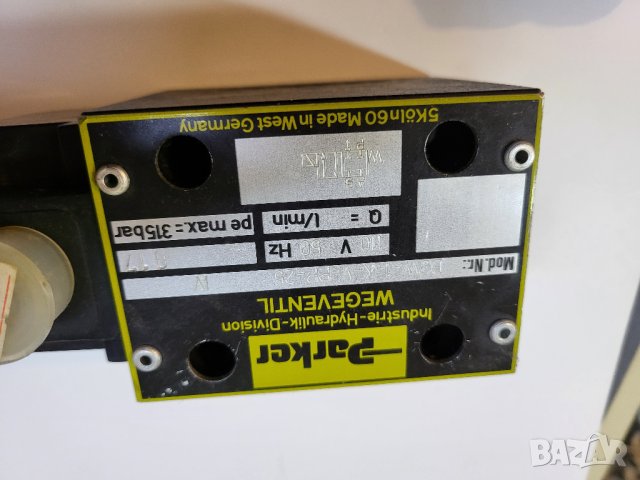 Parker
Industrie-Hydraulik-Division
WEGEVENTIL
Mod.Nr.:
V
Hz
Q = l/min
pe max.=315bar
5Köln60 Made in West Germany
BAZAR